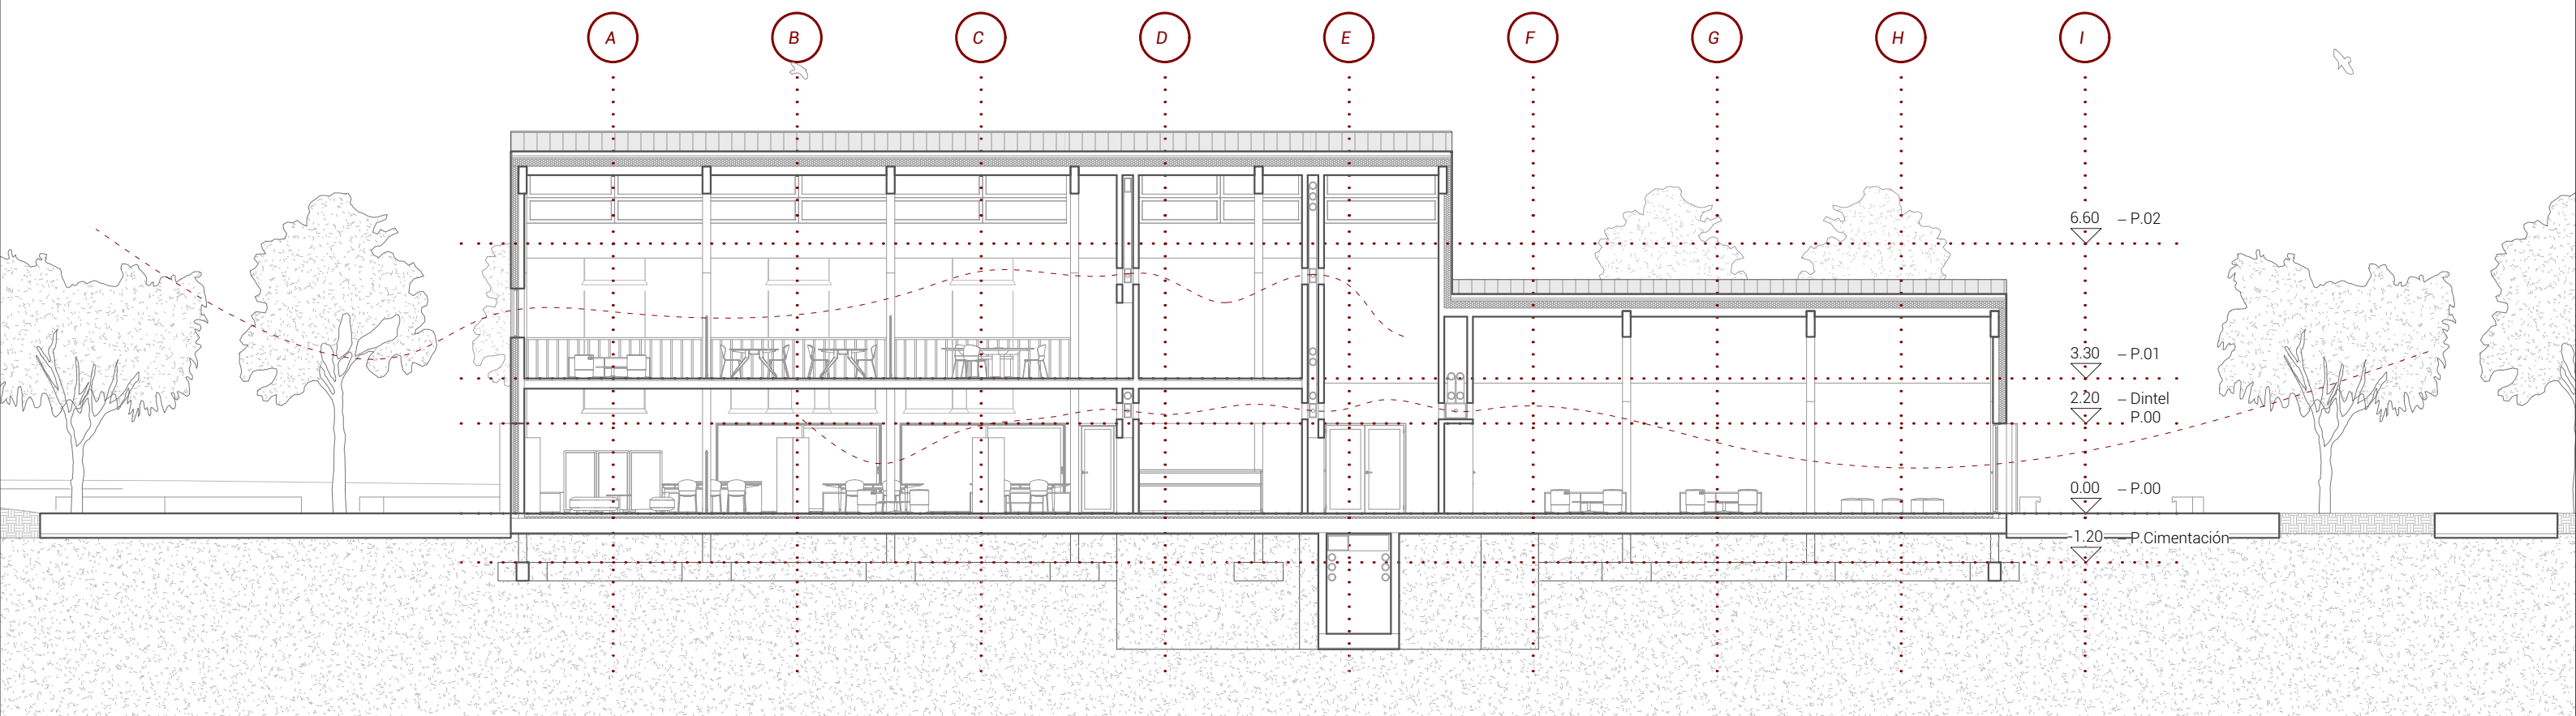 A B C D E F G H I
6.60 – P.02
3.30 – P.01
2.20 – Dintel
P.00
0.00 – P.00
-1.20 – P.Cimentación